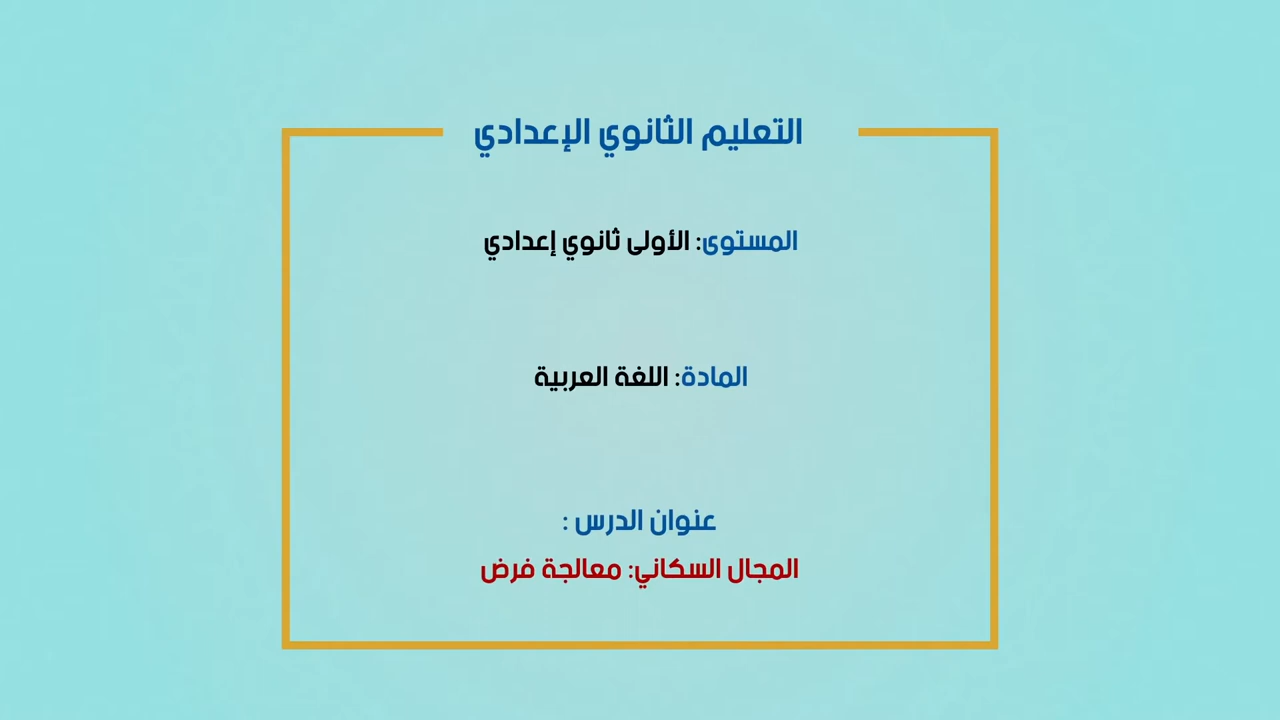 التعليم الثانوي الإعدادي
المستوى: الأولى ثانوي إعدادي
المادة: اللغة العربية
عنوان الدرس :
المجال السكاني: معالجة فرض